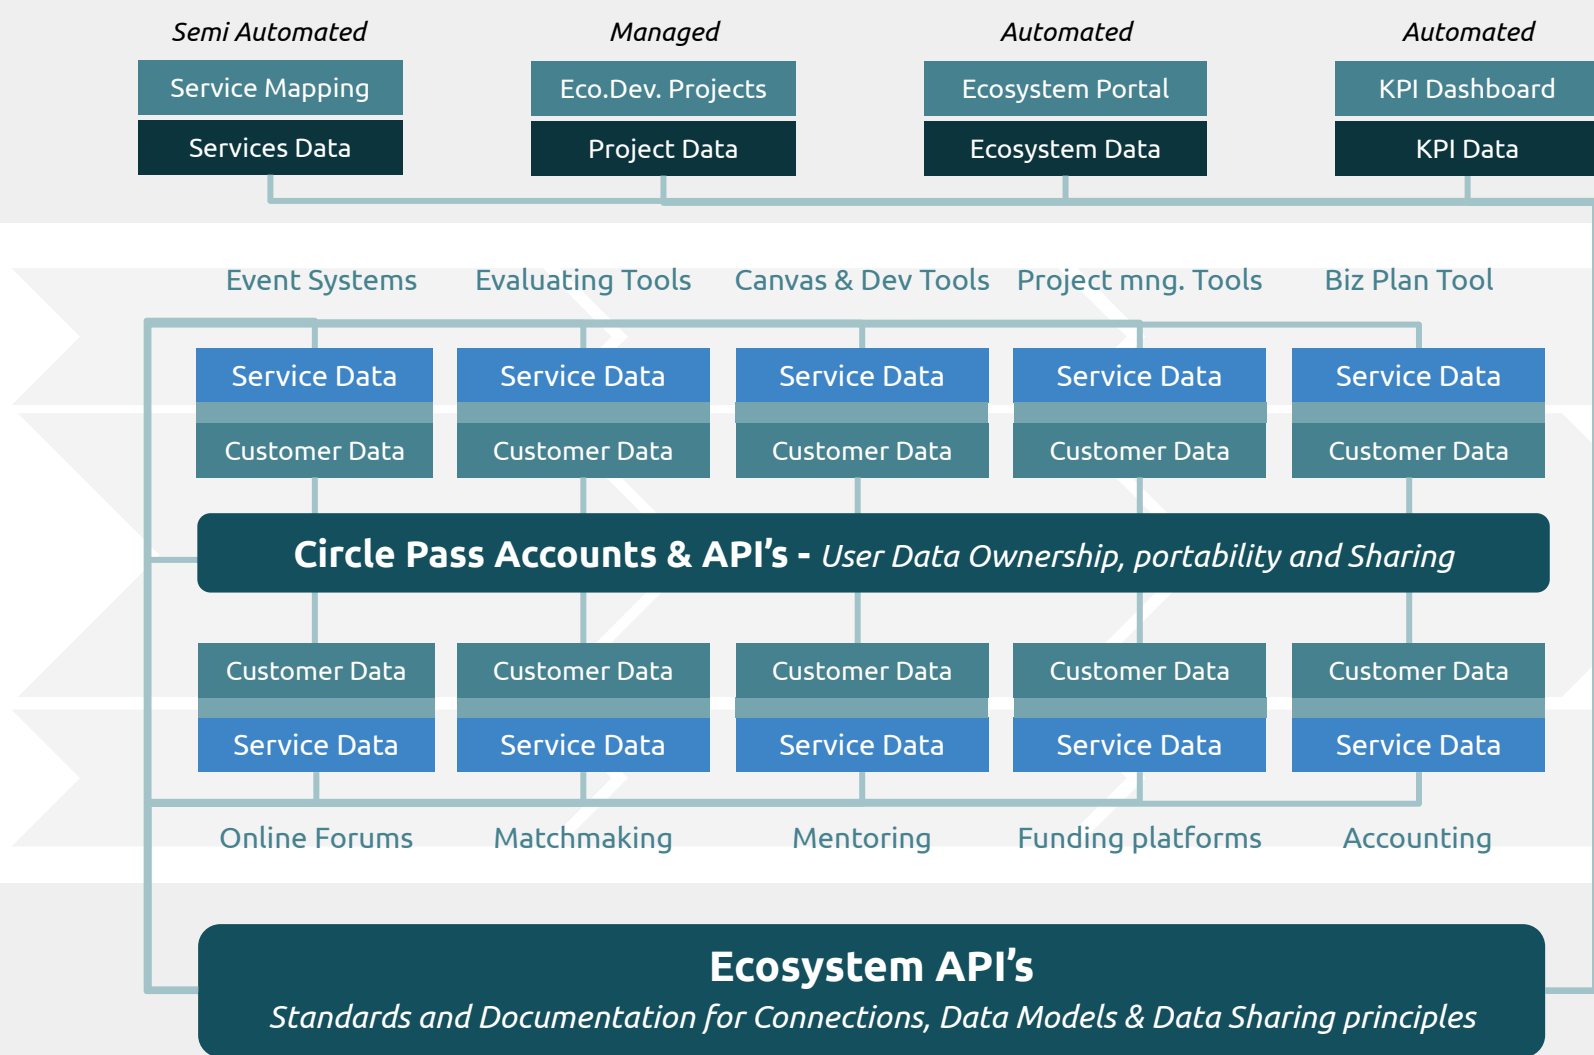 Semi Automated Managed Automated Automated
Service Mapping Eco.Dev. Projects Ecosystem Portal KPI Dashboard
Services Data Project Data Ecosystem Data KPI Data
Event Systems Evaluating Tools Canvas & Dev Tools Project mng. Tools Biz Plan Tool
Service Data Service Data Service Data Service Data Service Data
Customer Data Customer Data Customer Data Customer Data Customer Data
Circle Pass Accounts & API's - User Data Ownership, portability and Sharing
Customer Data Customer Data Customer Data Customer Data Customer Data
Service Data Service Data Service Data Service Data Service Data
Online Forums Matchmaking Mentoring Funding platforms Accounting
Ecosystem API's
Standards and Documentation for Connections, Data Models & Data Sharing principles